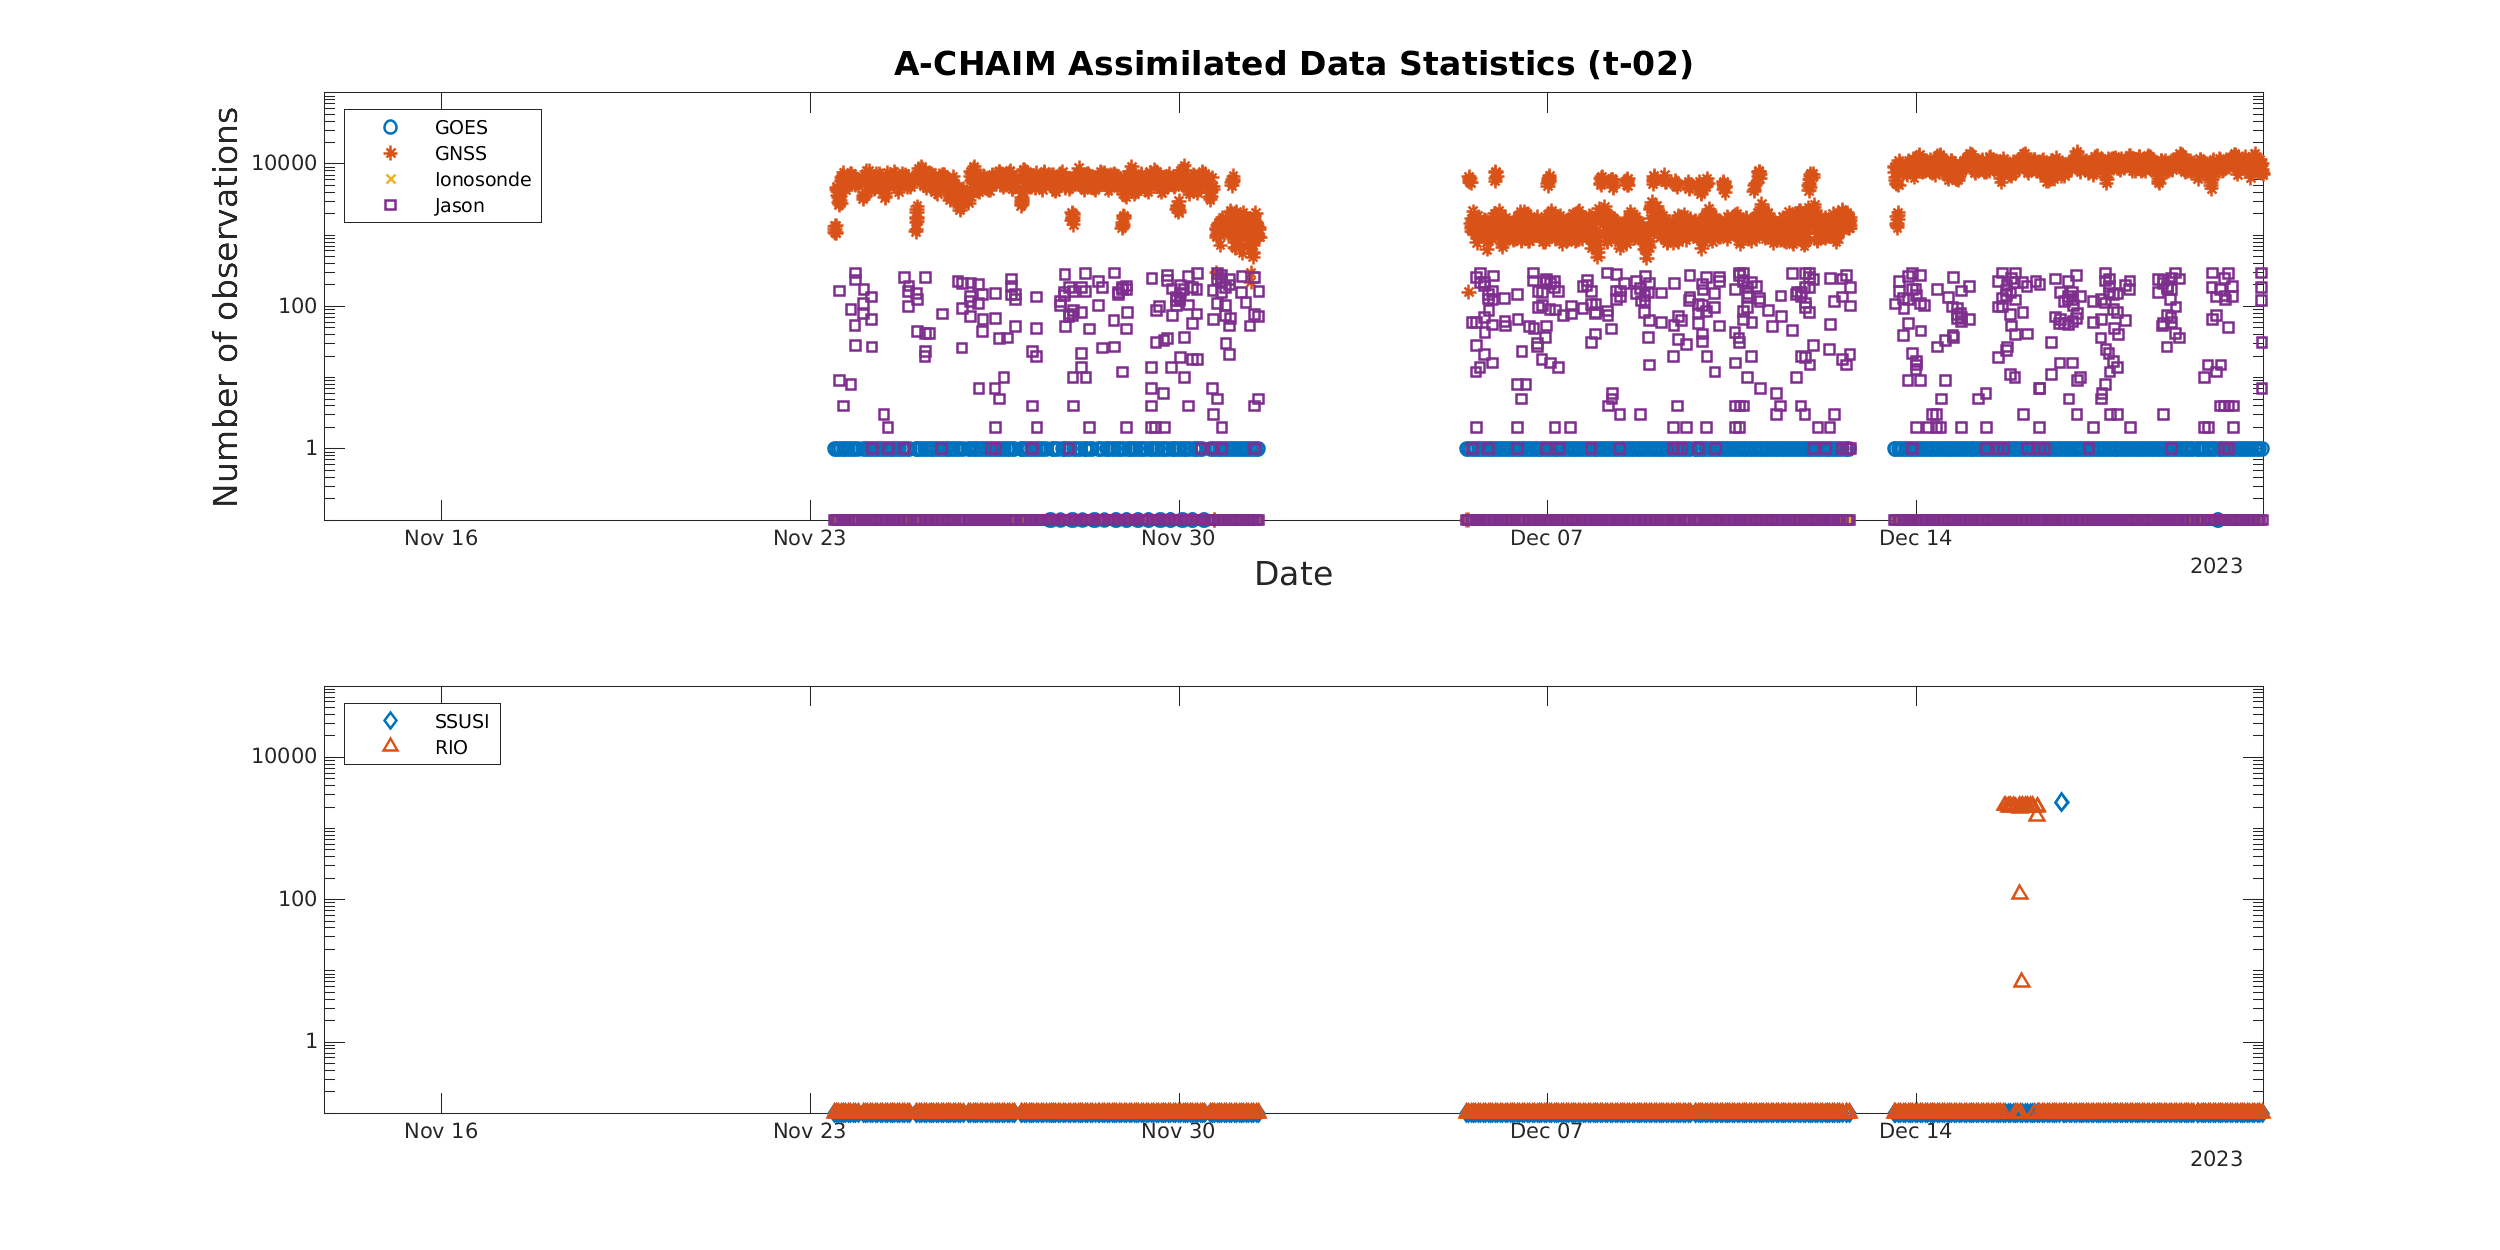 A-CHAIM Assimilated Data Statistics (t-02)
Number of observations
10000
100
1
GOES
GNSS
Ionosonde
Jason
Nov 16
Nov 23
Nov 30
Dec 07
Dec 14
2023
Date
10000
100
1
SSUSI
RIO
Nov 16
Nov 23
Nov 30
Dec 07
Dec 14
2023